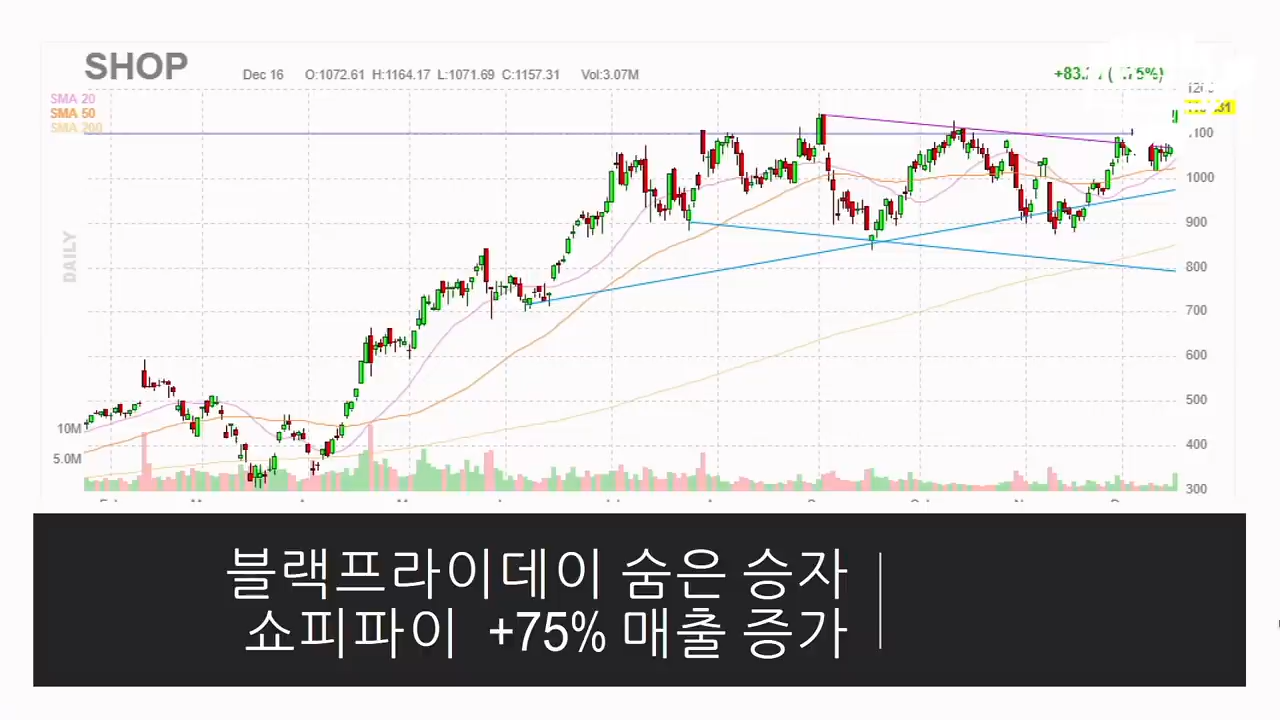 SHOP
Dec 16 O:1072.61 H:1164.17 L:1071.69 C:1157.31 Vol:3.07M
SMA 20
SMA 50
SMA 200
DAILY
1000
900
800
700
600
500
400
300
10M
5.0M
블랙프라이데이 숨은 승자
쇼피파이 +75% 매출 증가